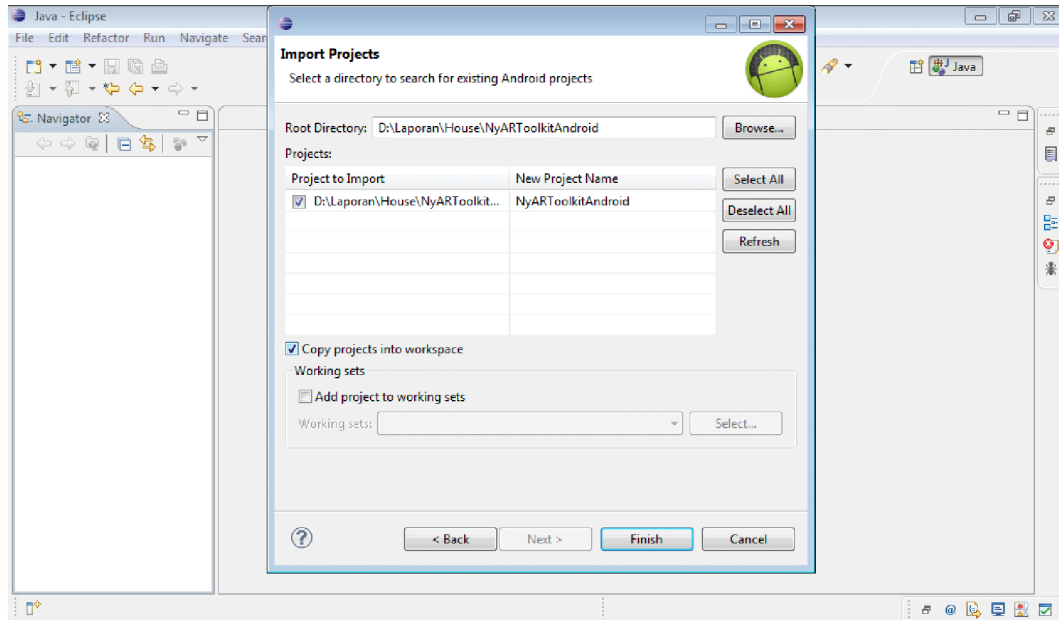 Java - Eclipse
File Edit Refactor Run Navigate Sear
Java
Navigator
Import Projects
Select a directory to search for existing Android projects
Root Directory: D:\Laporan\House\NyARToolkitAndroid Browse...
Projects:
Project to Import New Project Name Select All
D:\Laporan\House\NyARToolkit... NyARToolkitAndroid
Deselect All
Refresh
Copy projects into workspace
Working sets
Add project to working sets
Working sets: Select...
? < Back Next > Finish Cancel
@